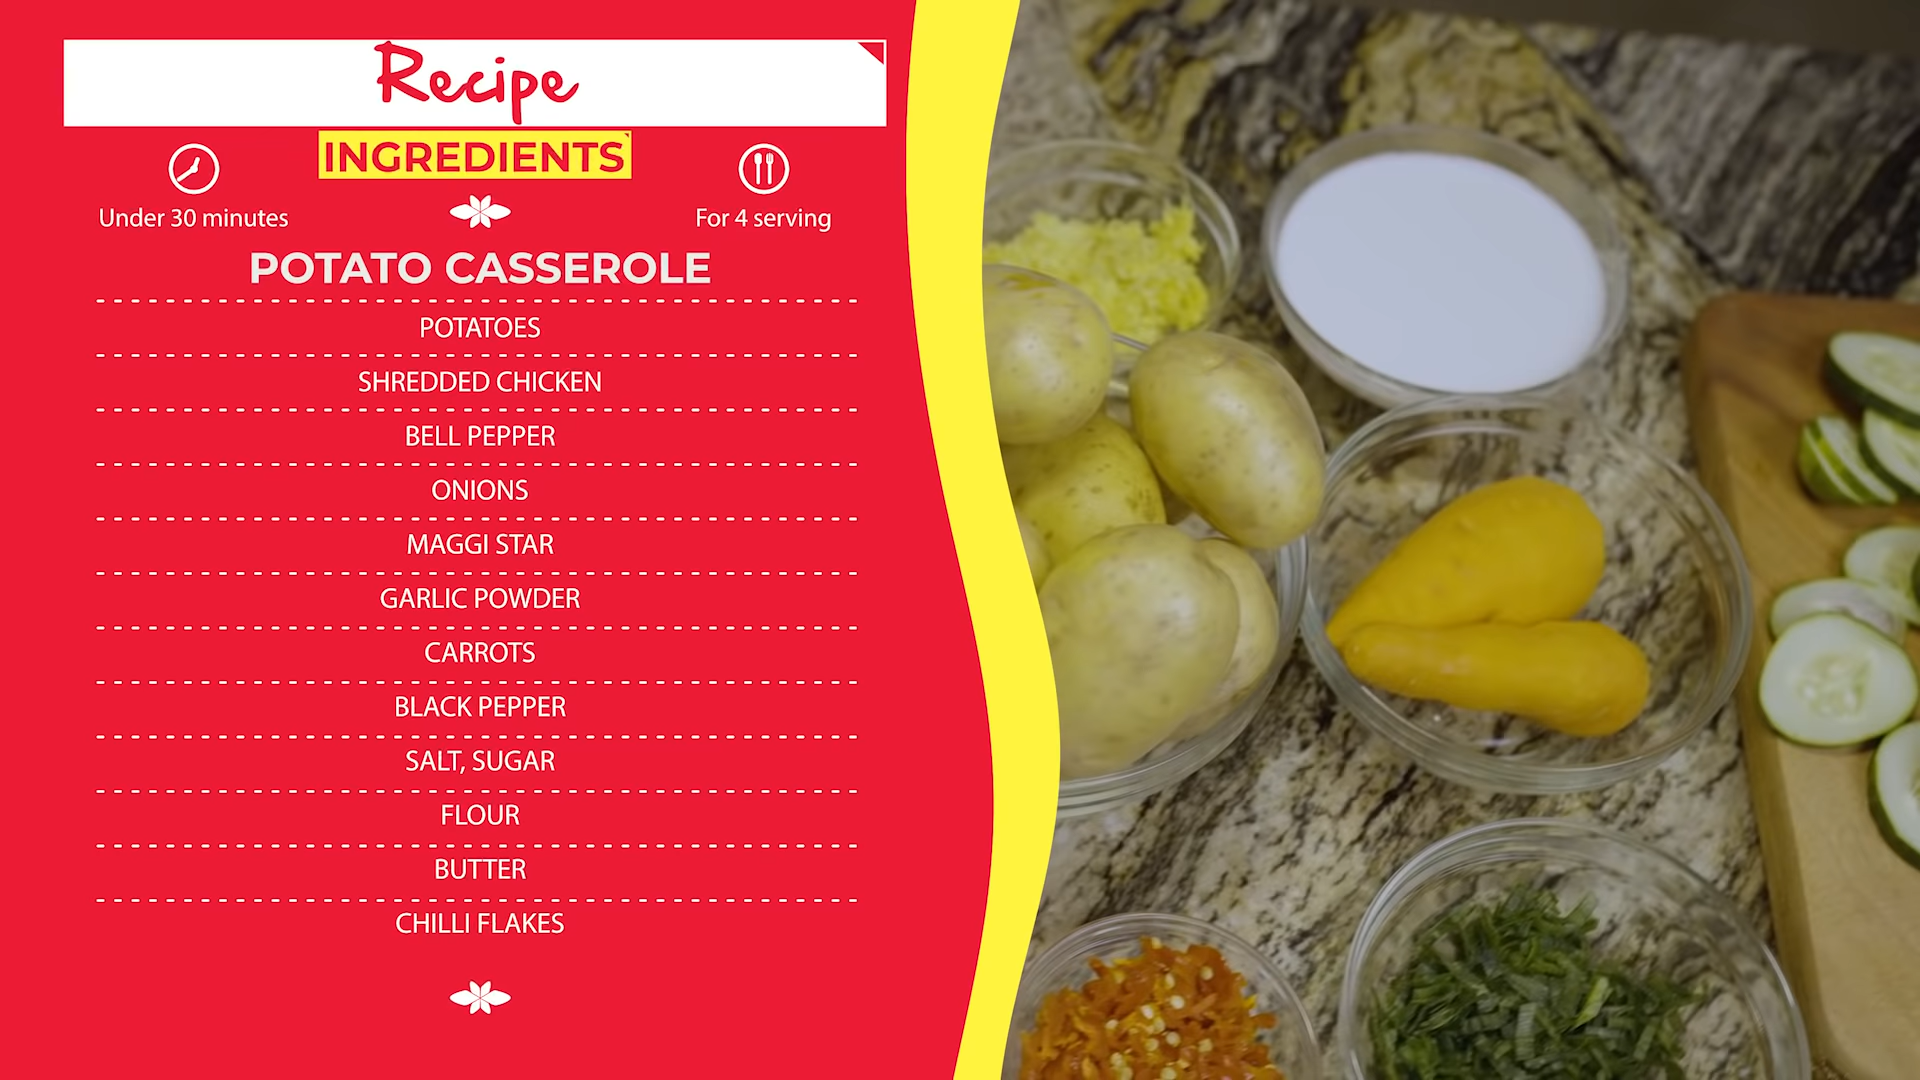 Recipe
INGREDIENTS
Under 30 minutes
For 4 serving
POTATO CASSEROLE
POTATOES
SHREDDED CHICKEN
BELL PEPPER
ONIONS
MAGGI STAR
GARLIC POWDER
CARROTS
BLACK PEPPER
SALT, SUGAR
FLOUR
BUTTER
CHILLI FLAKES